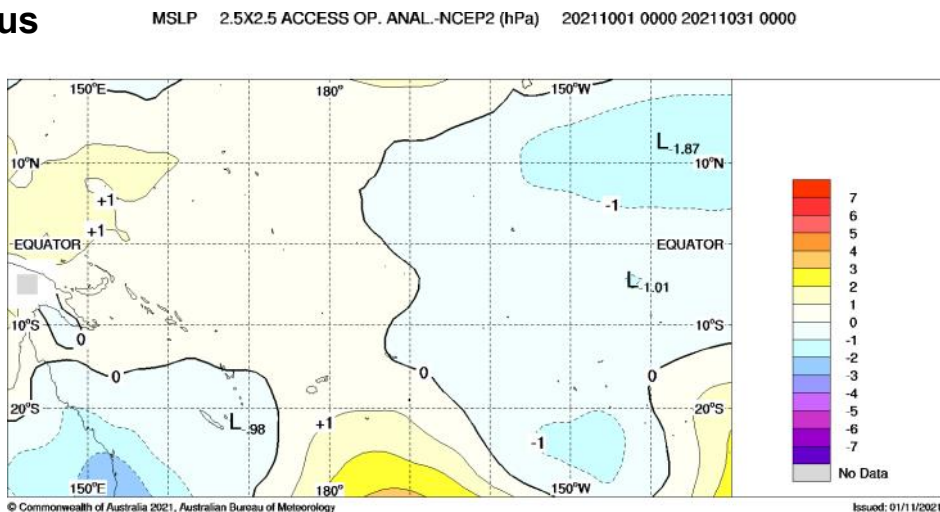 us
MSLP 2.5X2.5 ACCESS OP. ANAL.-NCEP2 (hPa) 20211001 0000 20211031 0000
150°E 180° 150°W
L -1.87
10°N 10°N
+1 -1
+1
EQUATOR EQUATOR
L -1.01
10°S 10°S
0
0 0 0
20°S 20°S
L -.98 +1
-1
150°E 180° 150°W
7
6
5
4
3
2
1
0
-1
-2
-3
-4
-5
-6
-7
No Data
© Commonwealth of Australia 2021, Australian Bureau of Meteorology Issued: 01/11/2021